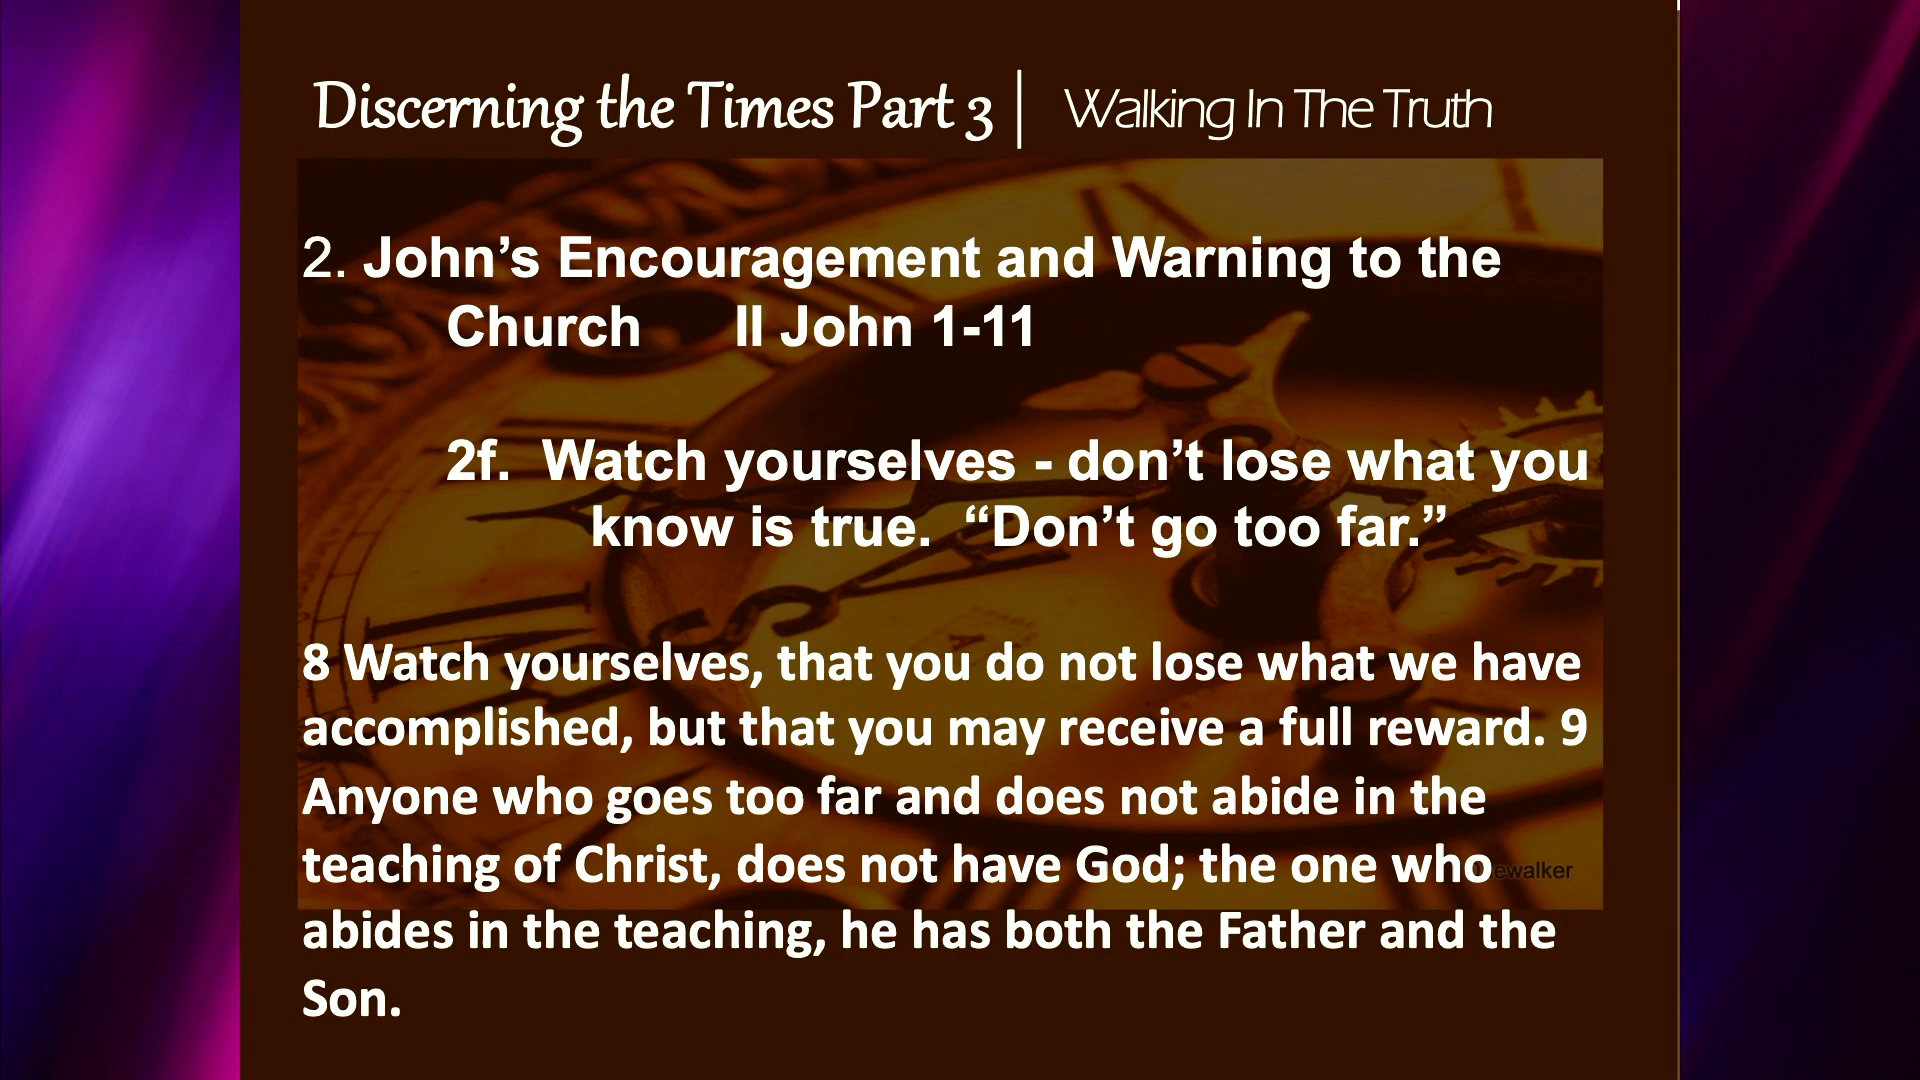 Discerning the Times Part 3 | Walking In The Truth
2. John’s Encouragement and Warning to the
Church II John 1-11
2f. Watch yourselves - don’t lose what you
know is true. “Don’t go too far.”
8 Watch yourselves, that you do not lose what we have
accomplished, but that you may receive a full reward. 9
Anyone who goes too far and does not abide in the
teaching of Christ, does not have God; the one who
abides in the teaching, he has both the Father and the
Son.